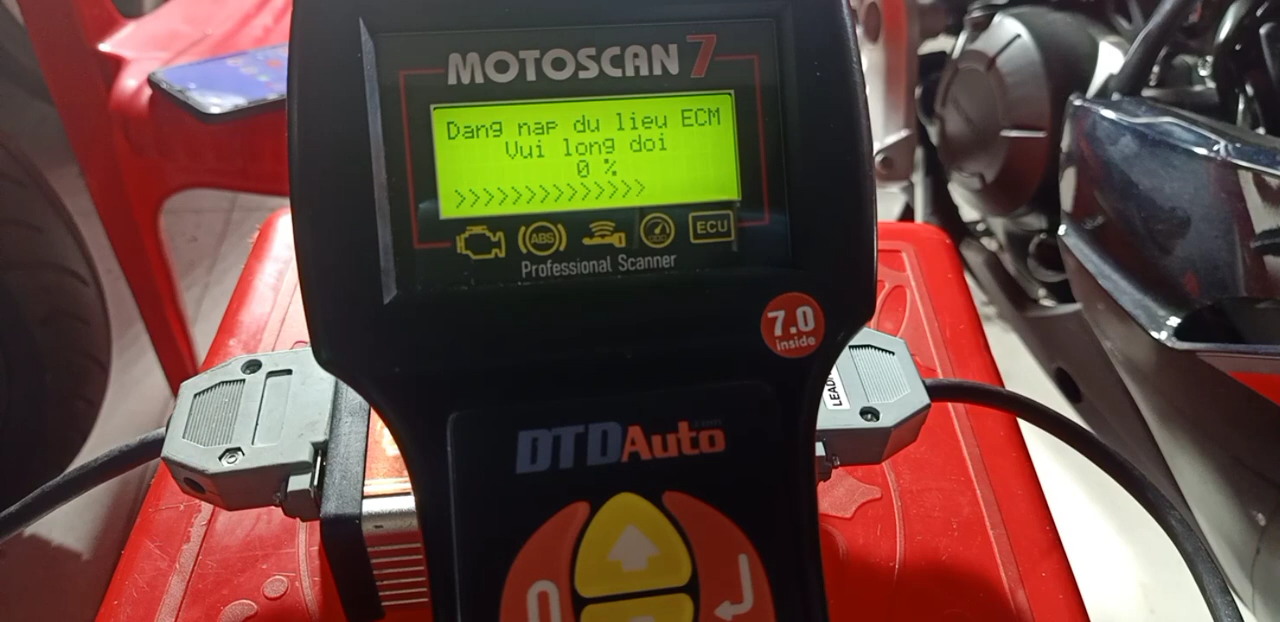 MOTOSCAN 7
Dang nap du lieu ECM
Vui long doi
0 %
>>>>>>>>>>>>>>
ABS
ECU
Professional Scanner
7.0
inside
DTDAuto